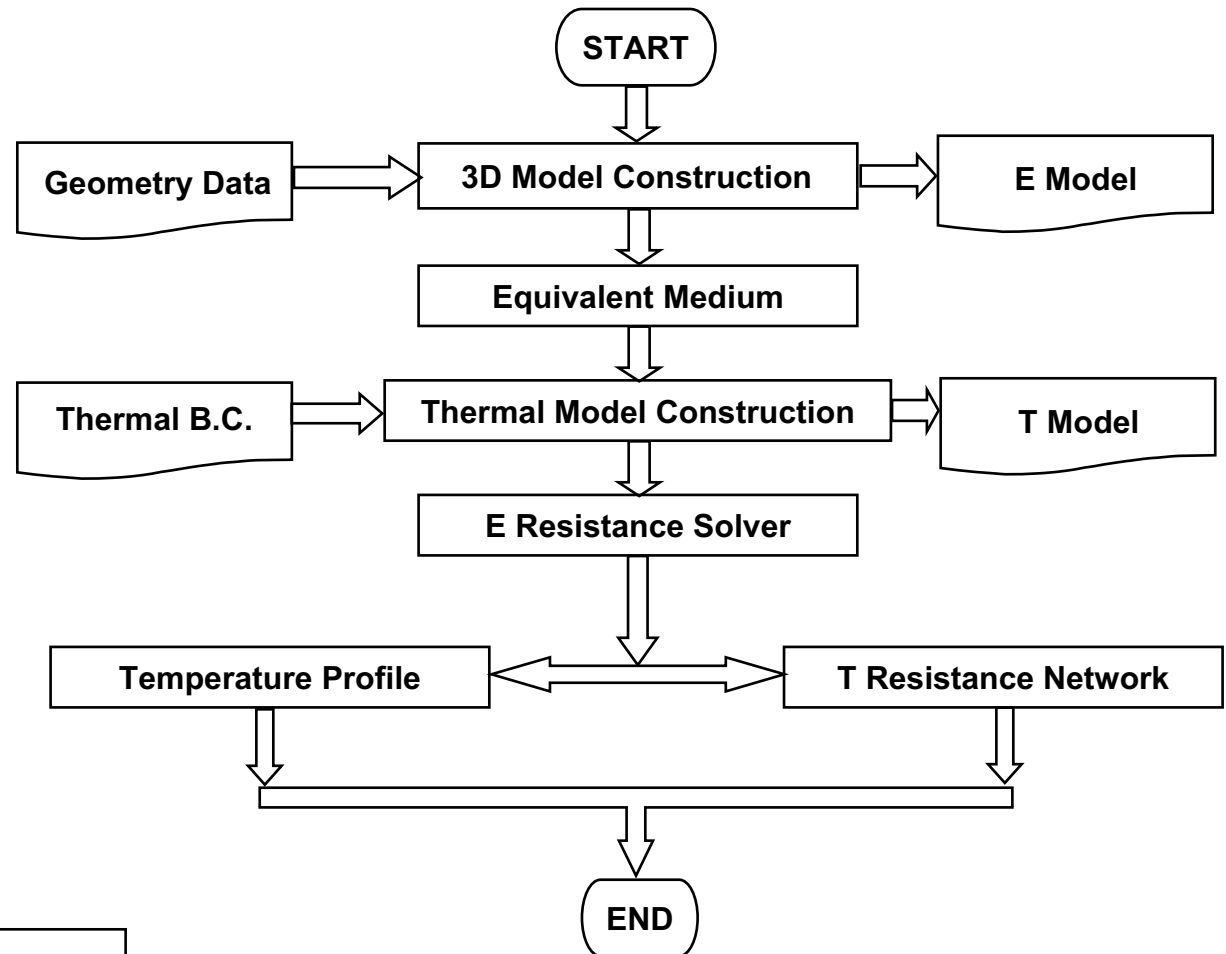 START
Geometry Data
3D Model Construction
E Model
Equivalent Medium
Thermal B.C.
Thermal Model Construction
T Model
E Resistance Solver
Temperature Profile
T Resistance Network
END